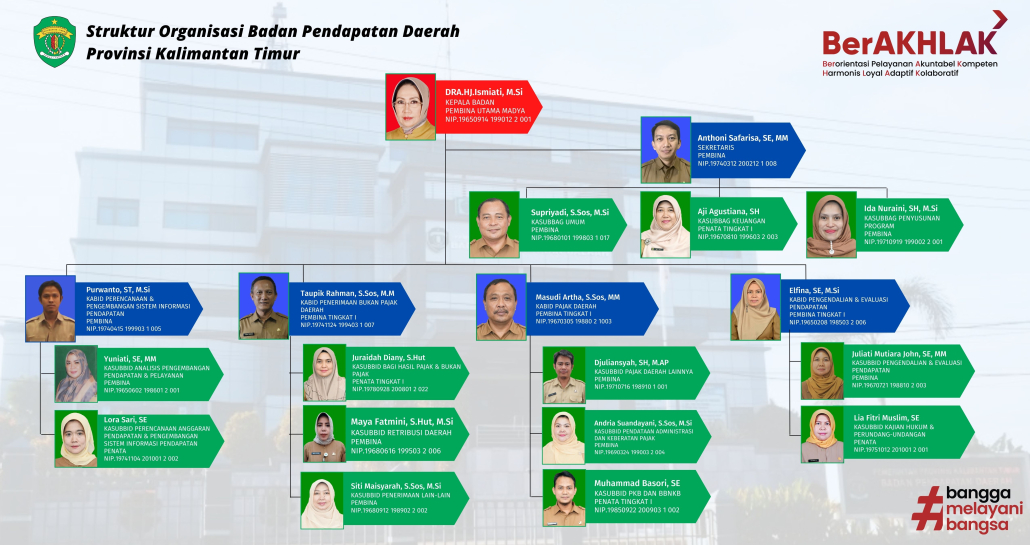 Struktur Organisasi Badan Pendapatan Daerah
Provinsi Kalimantan Timur
BerAKHLAK
Berorientasi Pelayanan Akuntabel Kompeten
Harmonis Loyal Adaptif Kolaboratif
DRA.HJ.Ismiati, M.Si
KEPALA BADAN
PEMBINA UTAMA MADYA
NIP.19650914 199012 2 001
Anthoni Safarisa, SE, MM
SEKRETARIS
PEMBINA
NIP.19740312 200212 1 008
Supriyadi, S.Sos, M.Si
KASUBBAG UMUM
PEMBINA
NIP.19680101 199803 1 017
Aji Agustiana, SH
KASUBBAG KEUANGAN
PENATA TINGKAT I
NIP.19670810 199603 2 003
Ida Nuraini, SH, M.Si
KASUBBAG PENYUSUNAN
PROGRAM
PEMBINA
NIP.19710919 199002 2 001
Purwanto, ST, M.Si
KABID PERENCANAAN &
PENGEMBANGAN SISTEM INFORMASI
PENDAPATAN
PEMBINA
NIP.19740415 199903 1 005
Taupik Rahman, S.Sos, M.M
KABID PENERIMAAN BUKAN PAJAK
DAERAH
PEMBINA TINGKAT I
NIP.19741124 199403 1 007
Masudi Artha, S.Sos, MM
KABID PAJAK DAERAH
PEMBINA TINGKAT I
NIP.19670305 19880 2 1003
Elfina, SE, M.Si
KABID PENGENDALIAN & EVALUASI
PENDAPATAN
PEMBINA TINGKAT I
NIP.19650208 198503 2 006
Yuniati, SE, MM
KASUBBID ANALISIS PENGEMBANGAN
PENDAPATAN & PELAYANAN
PEMBINA
NIP.19650602 198601 2 001
Lora Sari, SE
KASUBBID PERENCANAAN ANGGARAN
PENDAPATAN & PENGEMBANGAN
SISTEM INFORMASI PENDAPATAN
PENATA
NIP.19741104 201001 2 002
Juraidah Diany, S.Hut
KASUBBID BAGI HASIL PAJAK & BUKAN
PAJAK
PENATA TINGKAT I
NIP.19780928 200801 2 022
Maya Fatmini, S.Hut, M.Si
KASUBBID RETRIBUSI DAERAH
PEMBINA
NIP.19680616 199503 2 006
Siti Maisyarah, S.Sos, M.Si
KASUBBID PENERIMAAN LAIN-LAIN
PEMBINA
NIP.19680912 198902 2 002
Djuliansyah, SH, M.AP
KASUBBID PAJAK DAERAH LAINNYA
PEMBINA
NIP.19710716 198910 1 001
Andria Suandayani, S.Sos, M.Si
KASUBBID PENDATAAN ADMINISTRASI
DAN KEBERATAN PAJAK
PEMBINA
NIP.19690324 199003 2 004
Muhammad Basori, SE
KASUBBID PKB DAN BBNKB
PENATA TINGKAT I
NIP.19850922 200903 1 002
Juliati Mutiara John, SE, MM
KASUBBID PENGENDALIAN & EVALUASI
PENDAPATAN
PEMBINA
NIP.19670721 198810 2 003
Lia Fitri Muslim, SE
KASUBBID KAJIAN HUKUM &
PERUNDANG-UNDANGAN
PENATA
NIP.19751012 201001 2 001
#bangga
melayani
bangsa